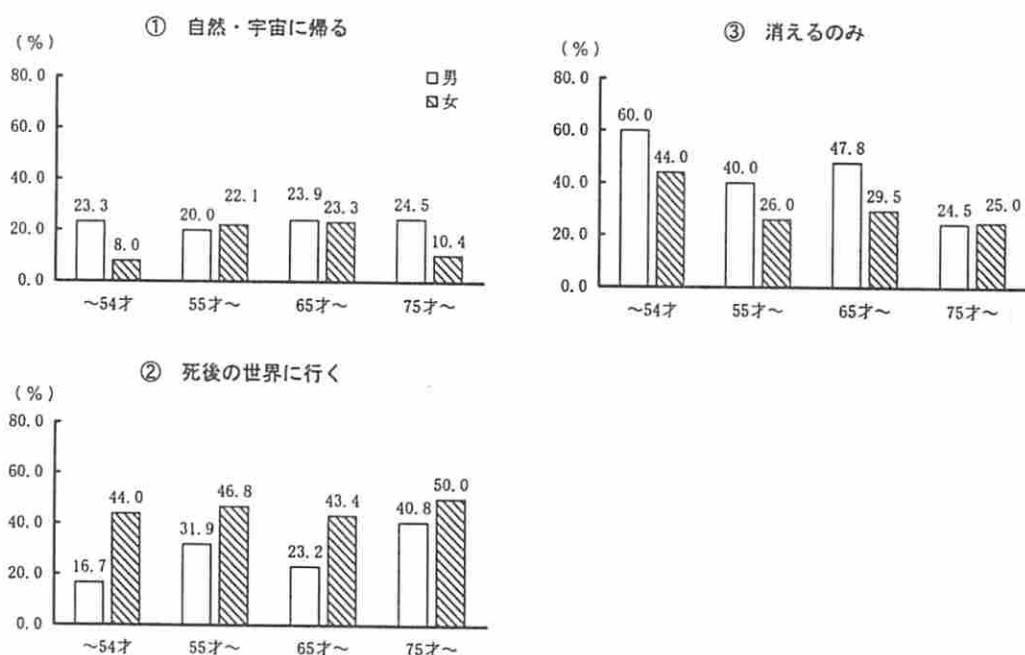 ① 自然・宇宙に帰る
(%)
80.0
60.0
40.0
20.0
0.0
男
女
23.3
8.0
20.0
22.1
23.9
23.3
24.5
10.4
～54才
55才～
65才～
75才～
② 死後の世界に行く
(%)
80.0
60.0
40.0
20.0
0.0
16.7
44.0
31.9
46.8
23.2
43.4
40.8
50.0
～54才
55才～
65才～
75才～
③ 消えるのみ
(%)
80.0
60.0
40.0
20.0
0.0
60.0
44.0
40.0
26.0
47.8
29.5
24.5
25.0
～54才
55才～
65才～
75才～